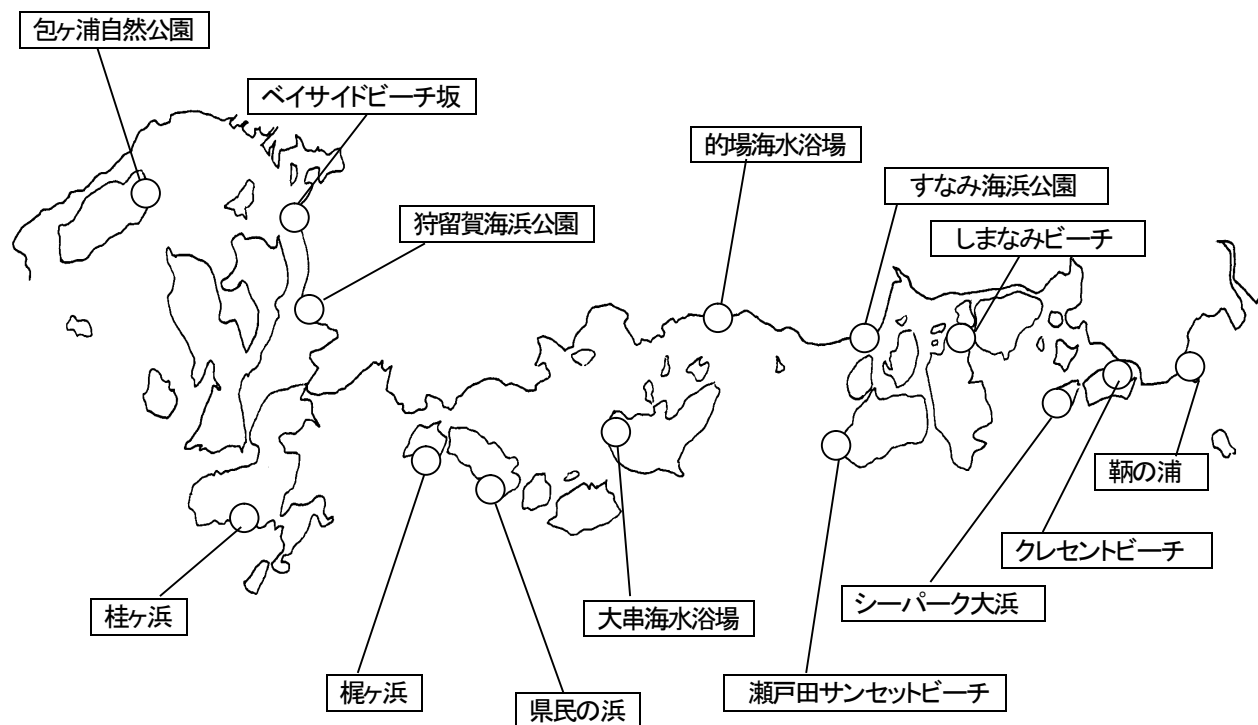 包ヶ浦自然公園
ベイサイドビーチ坂
的場海水浴場
すなみ海浜公園
狩留賀海浜公園
しまなみビーチ
鞆の浦
クレセントビーチ
シーパーク大浜
桂ヶ浜
大串海水浴場
梶ヶ浜
瀬戸田サンセットビーチ
県民の浜